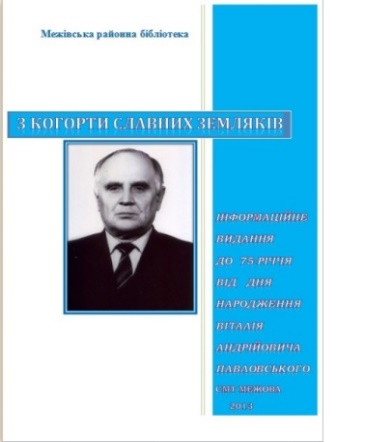 Межівська районна бібліотека
З КОГОРТИ СЛАВНИХ ЗЕМЛЯКІВ
ІНФОРМАЦІЙНЕ
ВИДАННЯ
ДО 75-РІЧЧЯ
ВІД ДНЯ
НАРОДЖЕННЯ
ВІТАЛІЯ
АНДРІЙОВИЧА
ПАВЛОВСЬКОГО
СМТ МЕЖОВА
2013